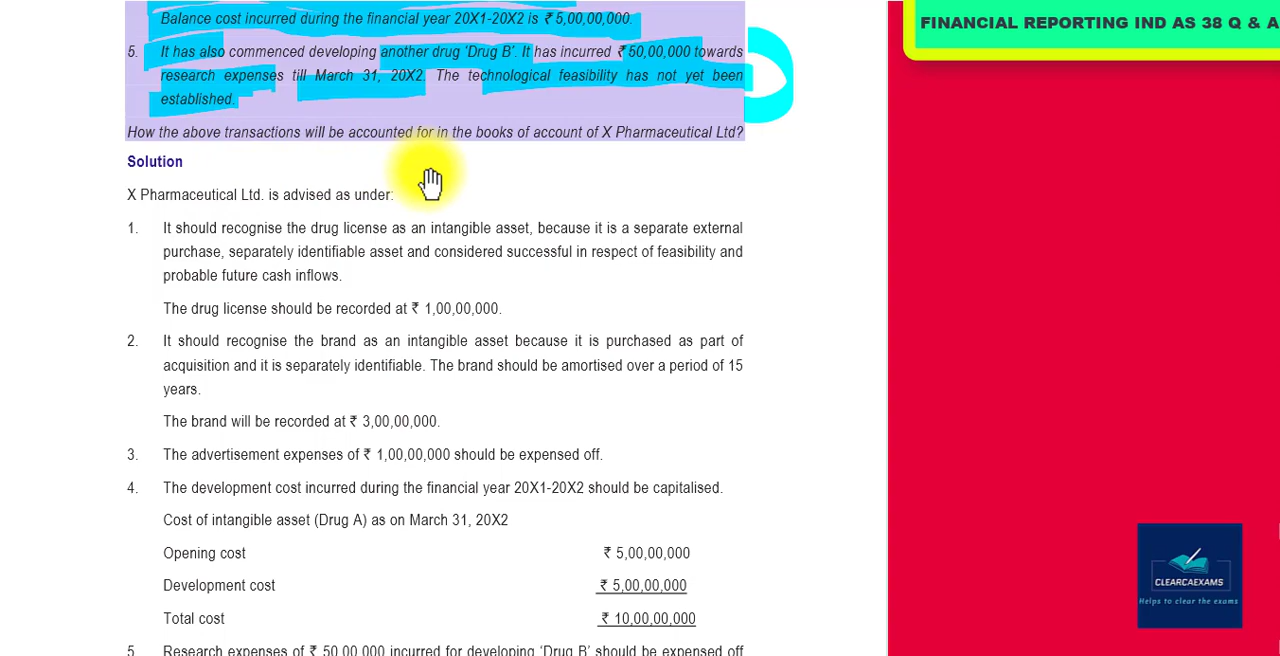 Balance cost incurred during the financial year 20X1-20X2 is ₹ 5,00,00,000.
5. It has also commenced developing another drug 'Drug B'. It has incurred ₹ 50,00,000 towards
research expenses till March 31, 20X2. The technological feasibility has not yet been
established.
How the above transactions will be accounted for in the books of account of X Pharmaceutical Ltd?
Solution
X Pharmaceutical Ltd. is advised as under:
1. It should recognise the drug license as an intangible asset, because it is a separate external
purchase, separately identifiable asset and considered successful in respect of feasibility and
probable future cash inflows.
The drug license should be recorded at ₹ 1,00,00,000.
2. It should recognise the brand as an intangible asset because it is purchased as part of
acquisition and it is separately identifiable. The brand should be amortised over a period of 15
years.
The brand will be recorded at ₹ 3,00,00,000.
3. The advertisement expenses of ₹ 1,00,00,000 should be expensed off.
4. The development cost incurred during the financial year 20X1-20X2 should be capitalised.
Cost of intangible asset (Drug A) as on March 31, 20X2
Opening cost ₹ 5,00,00,000
Development cost ₹ 5,00,00,000
Total cost ₹ 10,00,00,000
5. Research expenses of ₹ 50,00,000 incurred for developing 'Drug B' should be expensed off
FINANCIAL REPORTING IND AS 38 Q & A
CLEARCAEXAMS
Helps to clear the exams